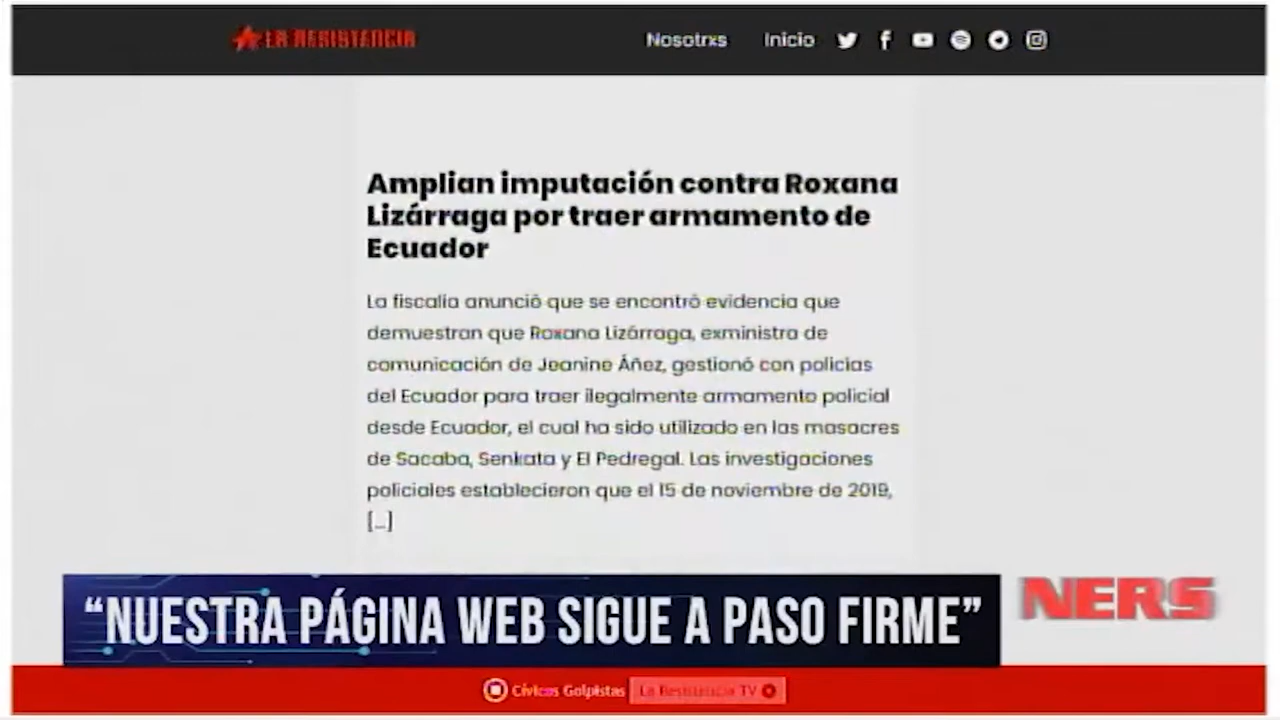 LA RESISTENCIA
Nosotrxs Inicio
Amplian imputación contra Roxana
Lizárraga por traer armamento de
Ecuador
La fiscalía anunció que se encontró evidencia que
demuestran que Roxana Lizárraga, exministra de
comunicación de Jeanine Áñez, gestionó con policías
del Ecuador para traer ilegalmente armamento policial
desde Ecuador, el cual ha sido utilizado en las masacres
de Sacaba, Senkata y El Pedregal. Las investigaciones
policiales establecieron que el 15 de noviembre de 2019,
[...]
“NUESTRA PÁGINA WEB SIGUE A PASO FIRME”
NERS
Cívicos Golpistas La Resistencia TV